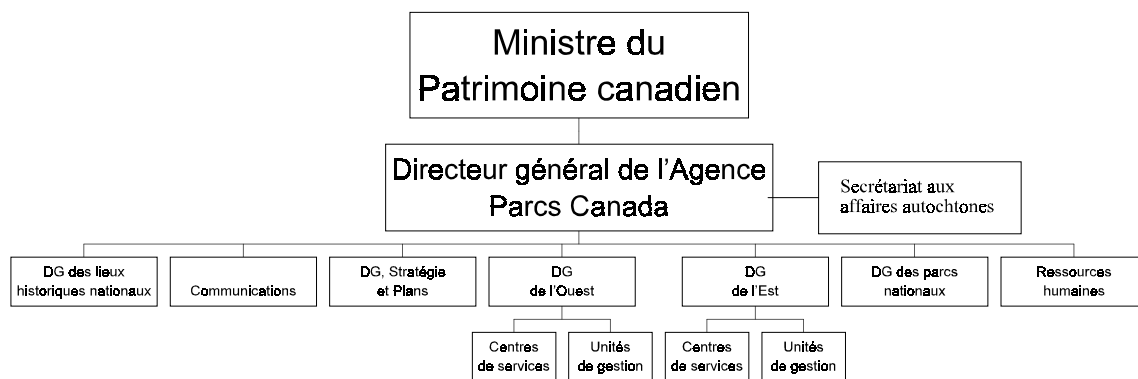 Ministre du
Patrimoine canadien
Directeur général de l'Agence
Parcs Canada
Secrétariat aux
affaires autochtones
DG des lieux
historiques nationaux
Communications
DG, Stratégie
et Plans
DG
de l'Ouest
DG
de l'Est
DG des parcs
nationaux
Ressources
humaines
Centres
de services
Unités
de gestion
Centres
de services
Unités
de gestion